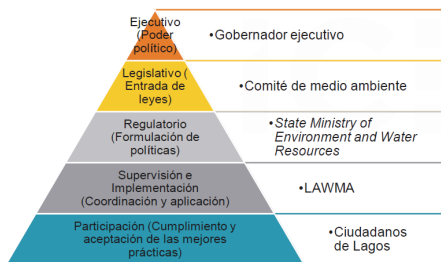 Ejecutivo
(Poder
político)
•Gobernador ejecutivo
Legislativo (
Entrada de
leyes)
•Comité de medio ambiente
Regulatorio
(Formulación de
políticas)
•State Ministry of
Environment and Water
Resources
Supervisión e
Implementación
(Coordinación y aplicación)
•LAWMA
Participación (Cumplimiento y
aceptación de las mejores
prácticas)
•Ciudadanos
de Lagos